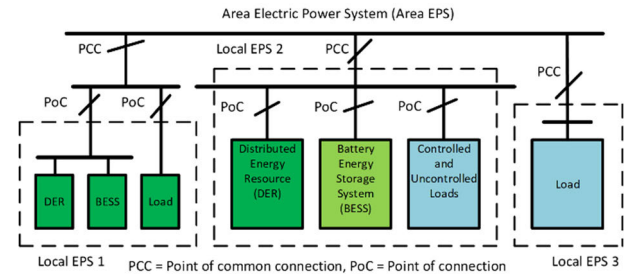 Area Electric Power System (Area EPS)
PCC
Local EPS 2
PCC
PCC
PoC
PoC
PoC
PoC
PoC
Distributed
Energy
Resource
(DER)
Battery
Energy
Storage
System
(BESS)
Controlled
and
Uncontrolled
Loads
Load
DER
BESS
Load
Local EPS 1
Local EPS 3
PCC = Point of common connection, PoC = Point of connection